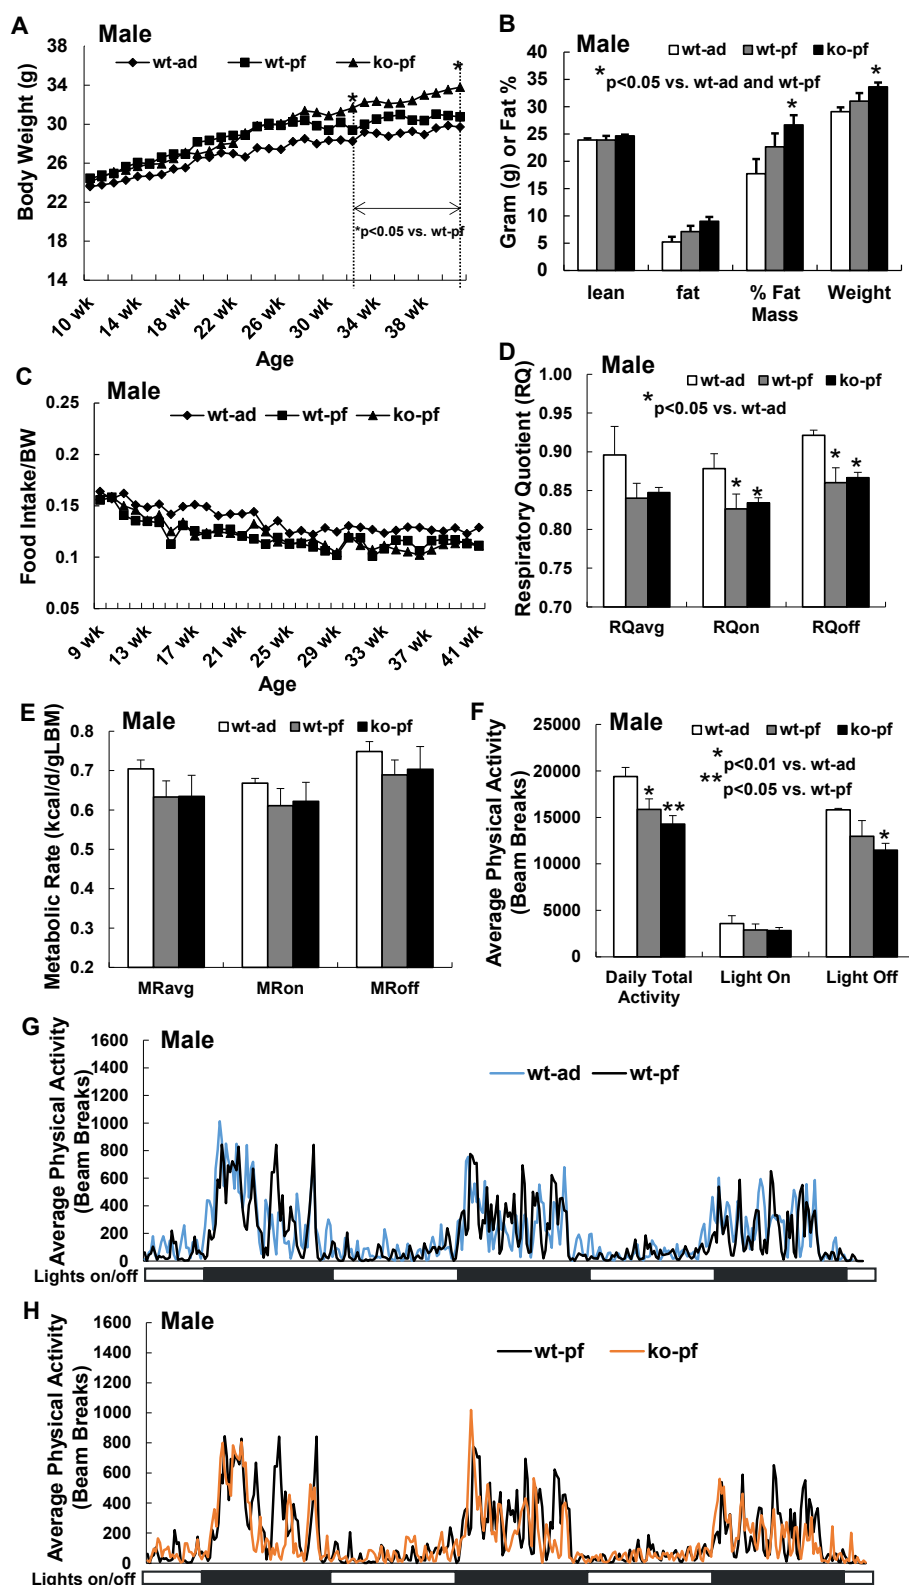 A
Male
wt-ad wt-pf ko-pf
Body Weight (g)
38
34
30
26
22
18
14
*
*
*p<0.05 vs. wt-pf
10 wk 14 wk 18 wk 22 wk 26 wk 30 wk 34 wk 38 wk
Age
B
Male
wt-ad wt-pf ko-pf
* p<0.05 vs. wt-ad and wt-pf
Gram (g) or Fat %
40
35
30
25
20
15
10
5
0
*
*
lean fat % Fat Mass Weight
C
Male
wt-ad wt-pf ko-pf
Food Intake/BW
0.25
0.2
0.15
0.1
0.05
9 wk 13 wk 17 wk 21 wk 25 wk 29 wk 33 wk 37 wk 41 wk
Age
D
Male
wt-ad wt-pf ko-pf
* p<0.05 vs. wt-ad
Respiratory Quotient (RQ)
1.00
0.95
0.90
0.85
0.80
0.75
0.70
* *
* *
RQavg RQon RQoff
E
Male
wt-ad wt-pf ko-pf
Metabolic Rate (kcal/d/gLBM)
0.8
0.7
0.6
0.5
0.4
0.3
0.2
MRavg MRon MRoff
F
Male
wt-ad wt-pf ko-pf
* p<0.01 vs. wt-ad
** p<0.05 vs. wt-pf
Average Physical Activity
(Beam Breaks)
25000
20000
15000
10000
5000
0
* **
*
Daily Total Activity Light On Light Off
G
Male
wt-ad wt-pf
Average Physical Activity
(Beam Breaks)
1600
1400
1200
1000
800
600
400
200
0
Lights on/off
H
Male
wt-pf ko-pf
Average Physical Activity
(Beam Breaks)
1600
1400
1200
1000
800
600
400
200
0
Lights on/off